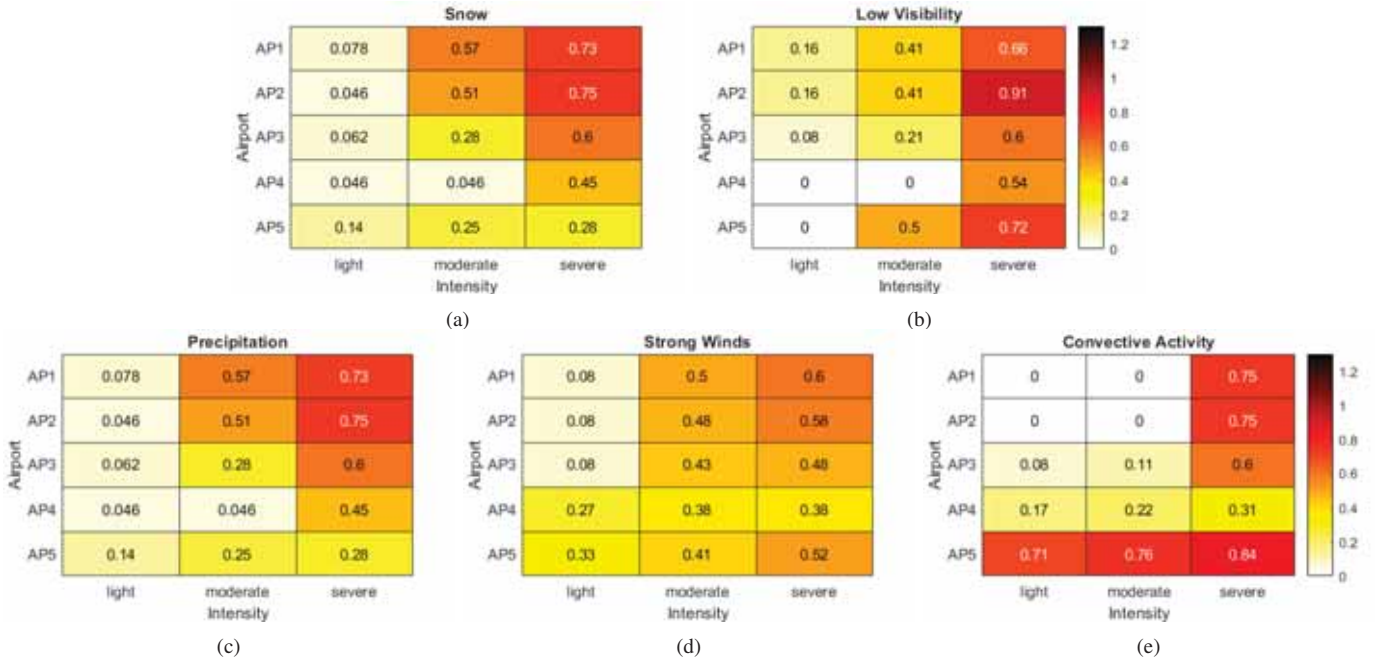 Snow
Low Visibility
AP1 0.078 0.57 0.73
AP2 0.046 0.51 0.75
AP3 0.062 0.28 0.6
AP4 0.046 0.046 0.45
AP5 0.14 0.25 0.28
Airport
light moderate severe
Intensity
(a)
AP1 0.16 0.41 0.66
AP2 0.16 0.41 0.91
AP3 0.08 0.21 0.6
AP4 0 0 0.54
AP5 0 0.5 0.72
Airport
light moderate severe
Intensity
1.2
1
0.8
0.6
0.4
0.2
0
(b)
Precipitation
AP1 0.078 0.57 0.73
AP2 0.046 0.51 0.75
AP3 0.062 0.28 0.6
AP4 0.046 0.046 0.45
AP5 0.14 0.25 0.28
Airport
light moderate severe
Intensity
(c)
Strong Winds
AP1 0.08 0.5 0.6
AP2 0.08 0.48 0.58
AP3 0.08 0.43 0.48
AP4 0.27 0.38 0.38
AP5 0.33 0.41 0.52
Airport
light moderate severe
Intensity
(d)
Convective Activity
AP1 0 0 0.75
AP2 0 0 0.75
AP3 0.08 0.11 0.6
AP4 0.17 0.22 0.31
AP5 0.71 0.76 0.84
Airport
light moderate severe
Intensity
1.2
1
0.8
0.6
0.4
0.2
0
(e)